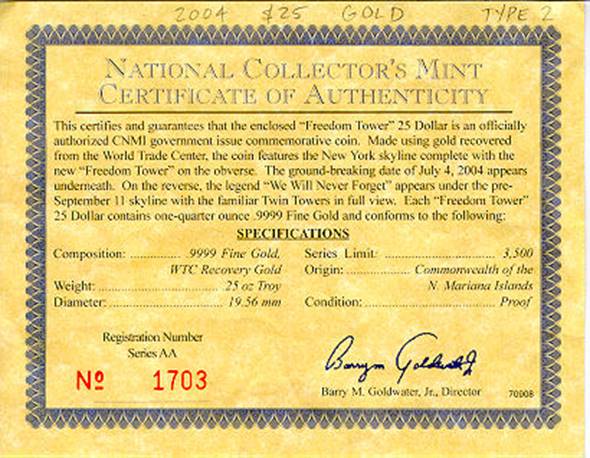 2004 $25 GOLD TYPE 2
NATIONAL COLLECTOR'S MINT
CERTIFICATE OF AUTHENTICITY
This certifies and guarantees that the enclosed "Freedom Tower" 25 Dollar is an officially
authorized CNMI government issue commemorative coin. Made using gold recovered
from the World Trade Center, the coin features the New York skyline complete with the
new "Freedom Tower" on the obverse. The ground-breaking date of July 4, 2004 appears
underneath. On the reverse, the legend "We Will Never Forget" appears under the pre-
September 11 skyline with the familiar Twin Towers in full view. Each "Freedom Tower"
25 Dollar contains one-quarter ounce .9999 Fine Gold and conforms to the following:
SPECIFICATIONS
Composition: .................. .9999 Fine Gold,
WTC Recovery Gold
Weight: ............................ .25 oz Troy
Diameter: .......................... 19.56 mm
Series Limit: ........................... 3,500
Origin: ............... Commonwealth of the
N. Mariana Islands
Condition: .............................. Proof
Registration Number
Series AA
No 1703
Barry M Goldwater Jr
Barry M. Goldwater, Jr., Director
70908